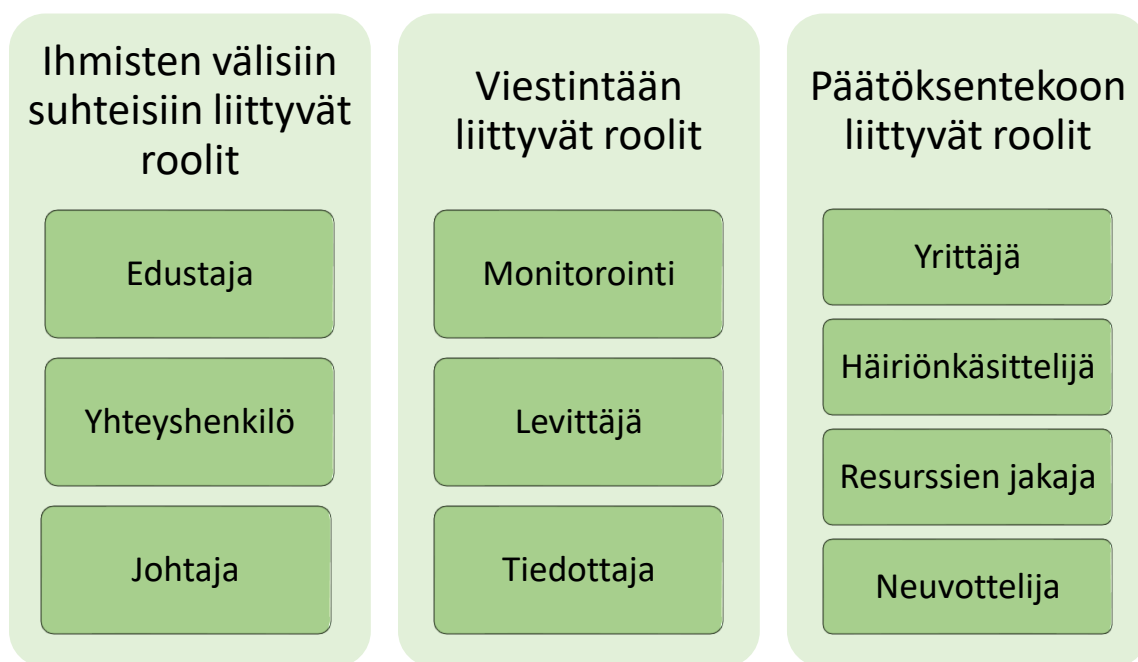 Ihmisten välisiin
suhteisiin liittyvät
roolit
Edustaja
Yhteyshenkilö
Johtaja
Viestintään
liittyvät roolit
Monitorointi
Levittäjä
Tiedottaja
Päätöksentekoon
liittyvät roolit
Yrittäjä
Häiriönkäsittelijä
Resurssien jakaja
Neuvottelija